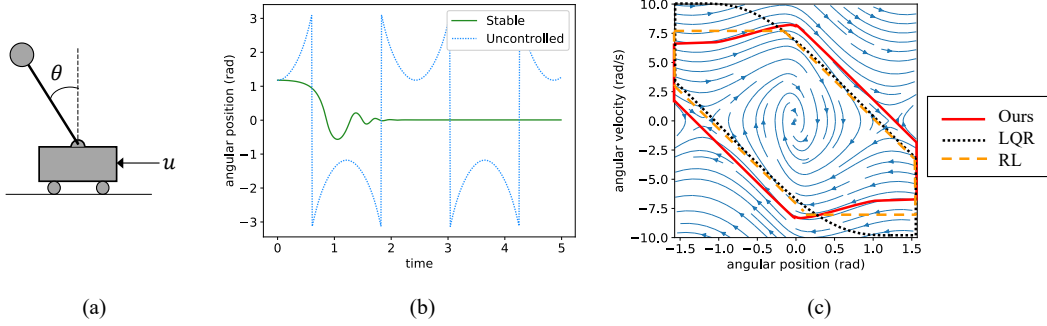 θ
u
(a)
angular position (rad)
3
2
1
0
−1
−2
−3
Stable
Uncontrolled
0 1 2 3 4 5
time
(b)
angular velocity (rad/s)
10.0
7.5
5.0
2.5
0.0
−2.5
−5.0
−7.5
−10.0
−1.5 −1.0 −0.5 0.0 0.5 1.0 1.5
angular position (rad)
(c)
Ours
LQR
RL